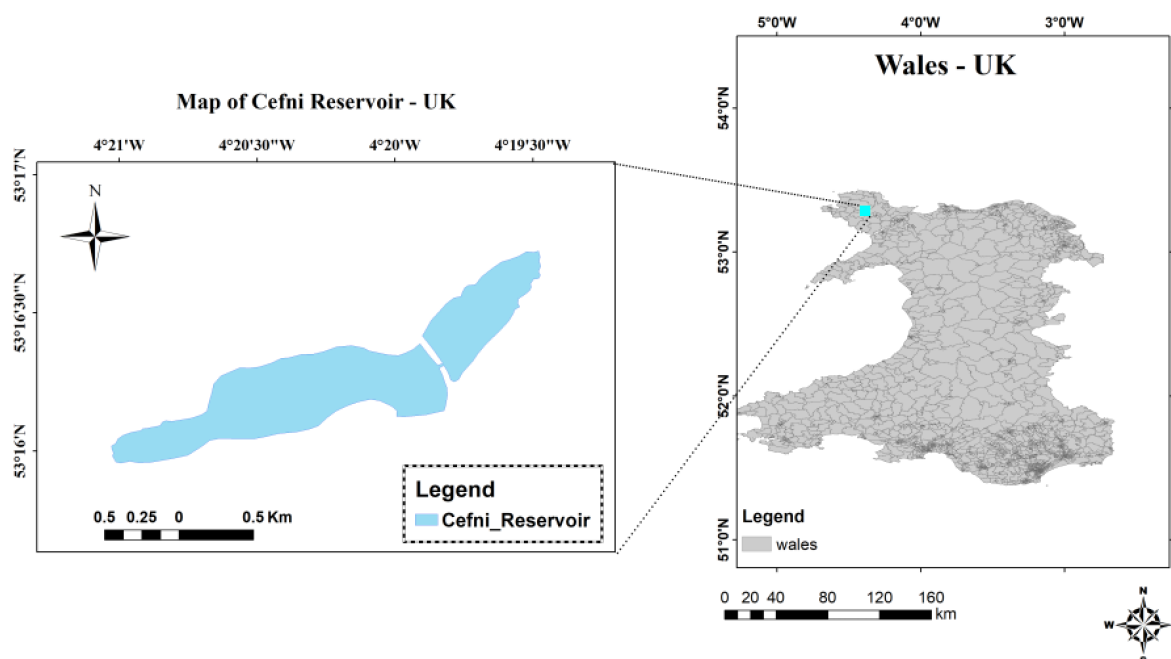 Map of Cefni Reservoir - UK
4°21'W 4°20'30"W 4°20'W 4°19'30"W
53°17'N
53°16'30"N
53°16'N
N
Legend
Cefni_Reservoir
0.5 0.25 0 0.5 Km
5°0'W 4°0'W 3°0'W
Wales - UK
54°0'N
53°0'N
52°0'N
51°0'N
Legend
wales
0 20 40 80 120 160
km
N
W E